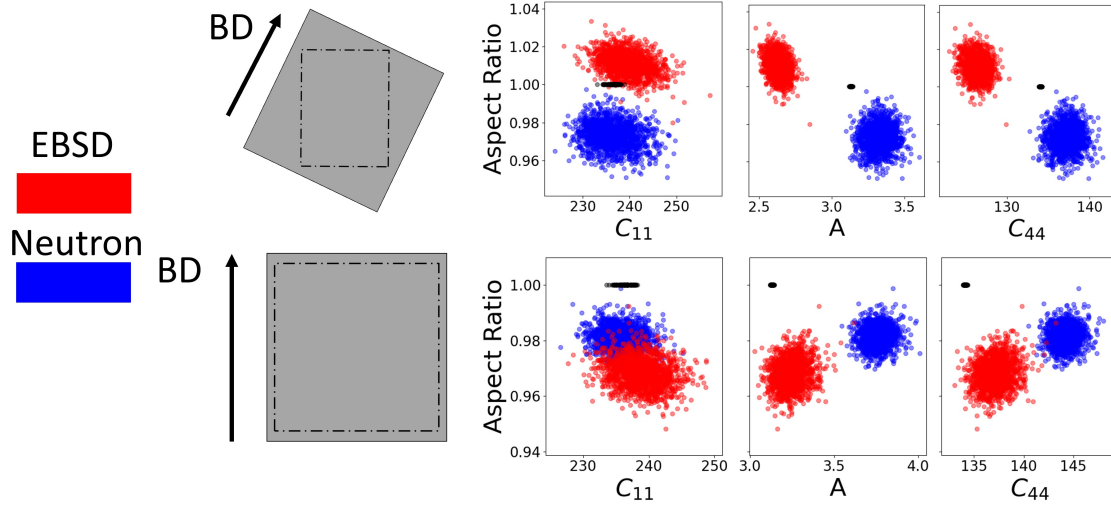 BD
EBSD
Neutron
Aspect Ratio
1.04
1.02
1.00
0.98
0.96
230 240 250
C11
2.5 3.0 3.5
A
130 140
C44
BD
Aspect Ratio
1.00
0.98
0.96
0.94
230 240 250
C11
3.0 3.5 4.0
A
135 140 145
C44